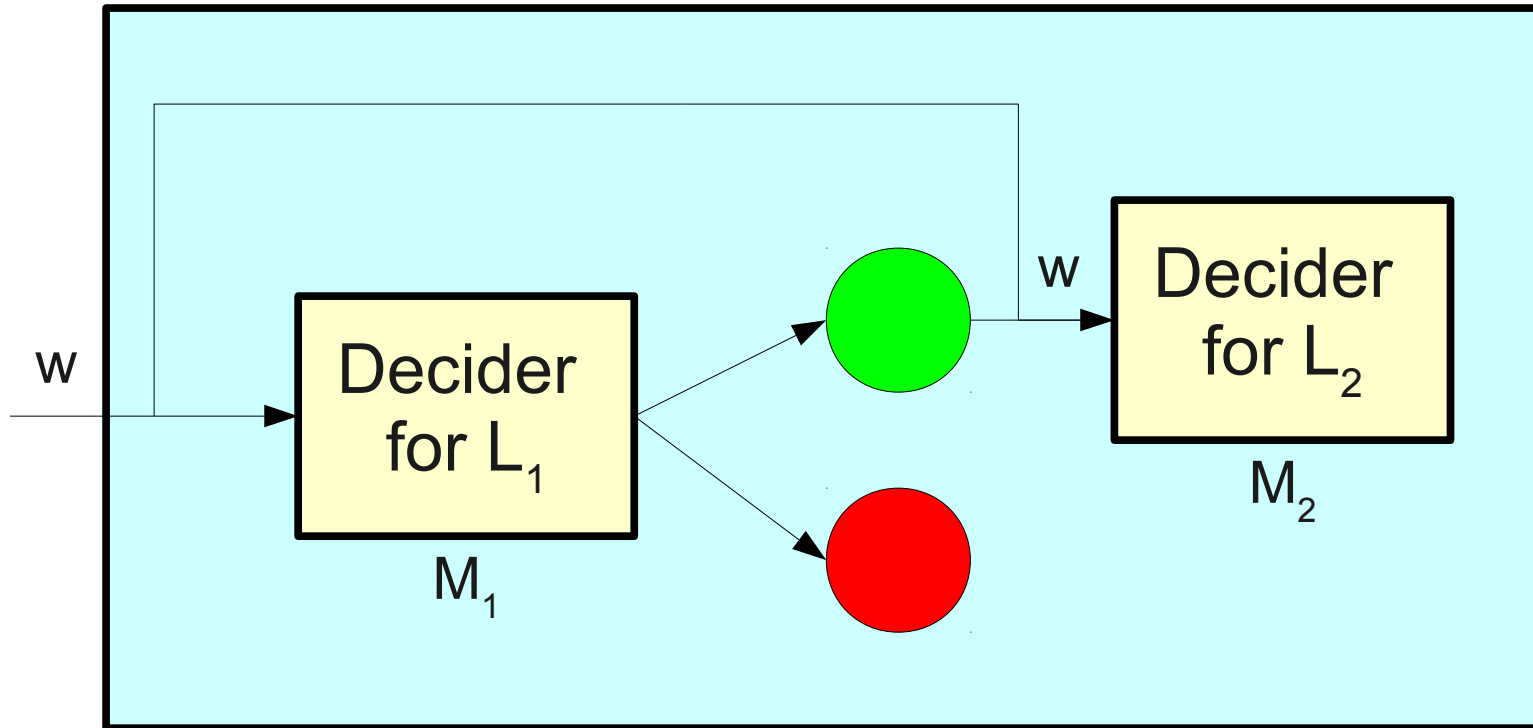 w
Decider
for L₁
M₁
w
Decider
for L₂
M₂